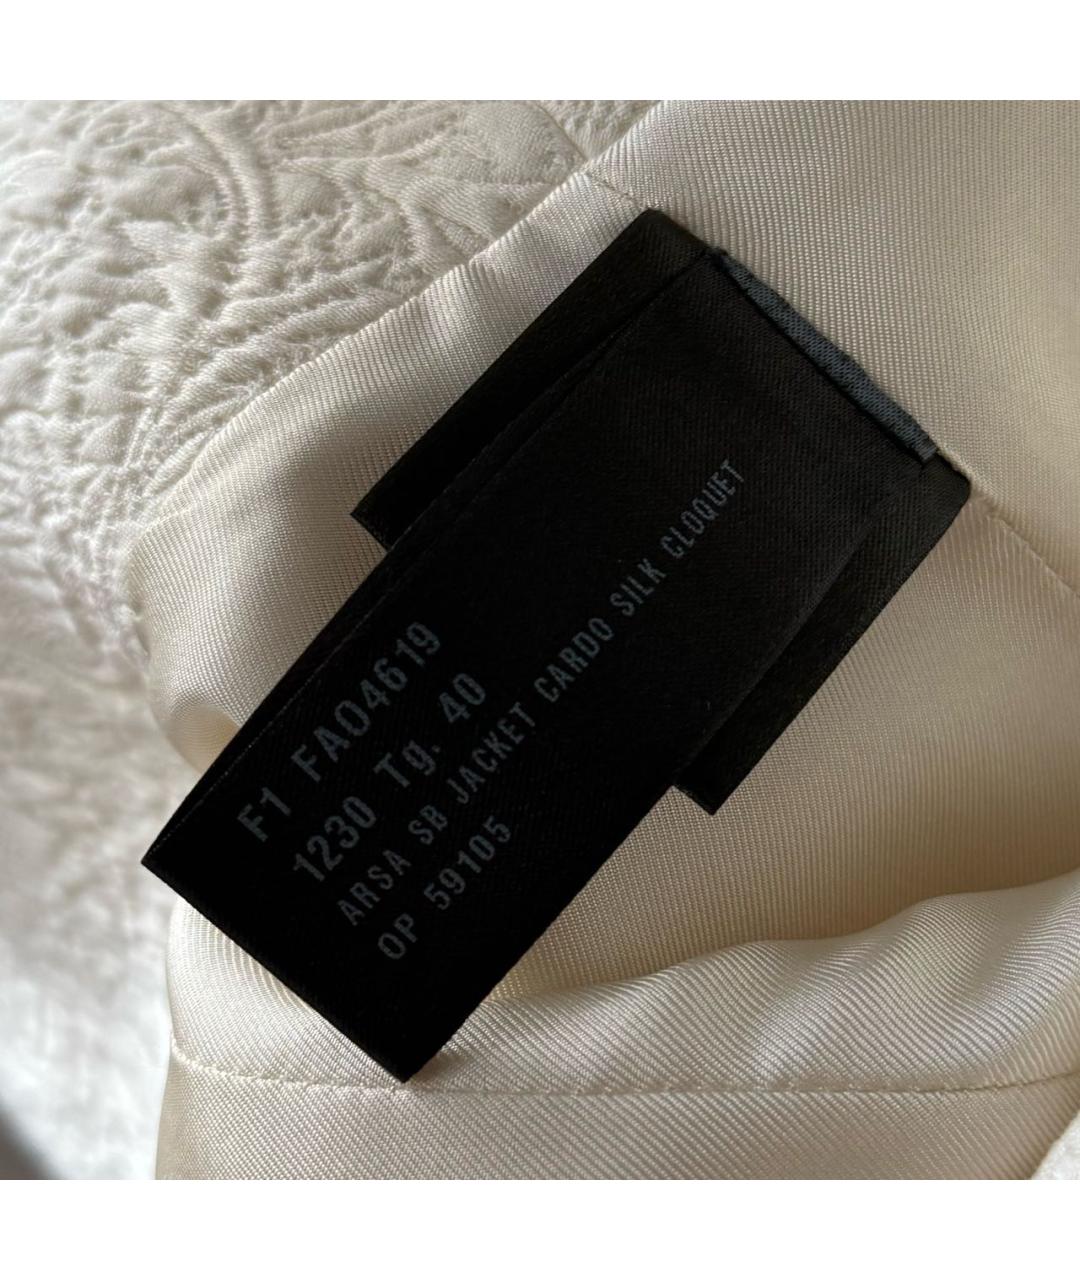 F1 FA04619
1230 Tg. 40
ARSA SB JACKET CARDO SILK CLOQUET
OP 59105